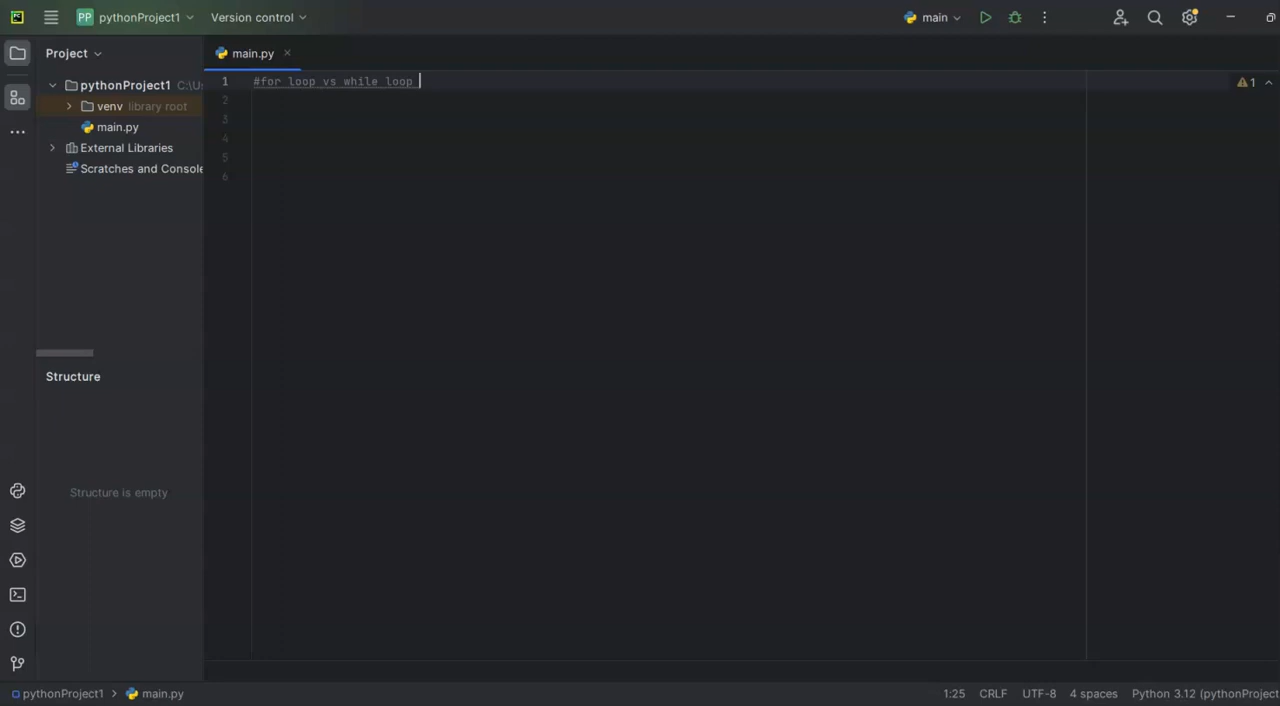 PP pythonProject1 Version control main
Project main.py
pythonProject1 C:\Us
venv library root
main.py
External Libraries
Scratches and Console
1 #for loop vs while loop
2
3
4
5
6
1
Structure
Structure is empty
pythonProject1 > main.py 1:25 CRLF UTF-8 4 spaces Python 3.12 (pythonProject